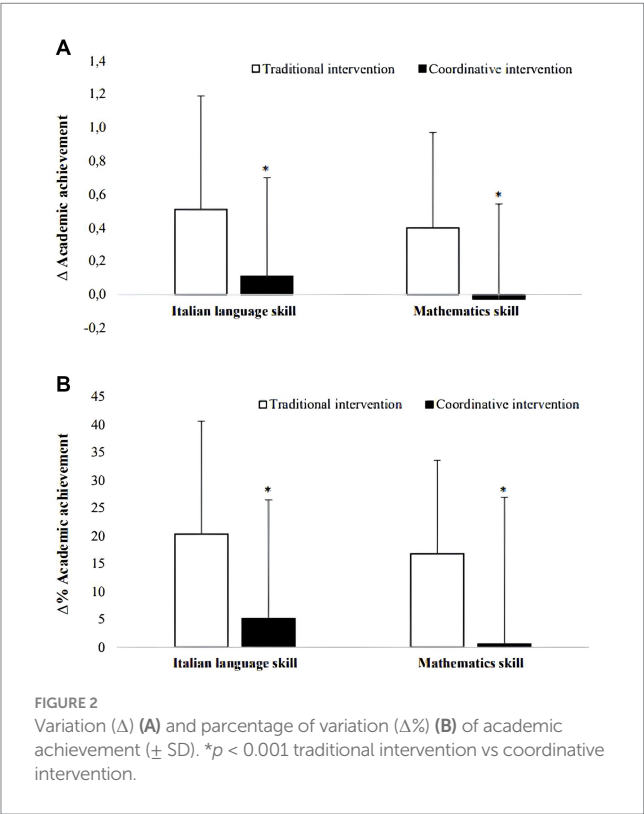 A
Traditional intervention Coordinative intervention
Δ Academic achievement
1,4
1,2
1,0
0,8
0,6
0,4
0,2
0,0
-0,2
*
*
Italian language skill Mathematics skill
B
Traditional intervention Coordinative intervention
Δ% Academic achievement
45
40
35
30
25
20
15
10
5
0
*
*
Italian language skill Mathematics skill
FIGURE 2
Variation (Δ) (A) and parcentage of variation (Δ%) (B) of academic
achievement (± SD). *p < 0.001 traditional intervention vs coordinative
intervention.